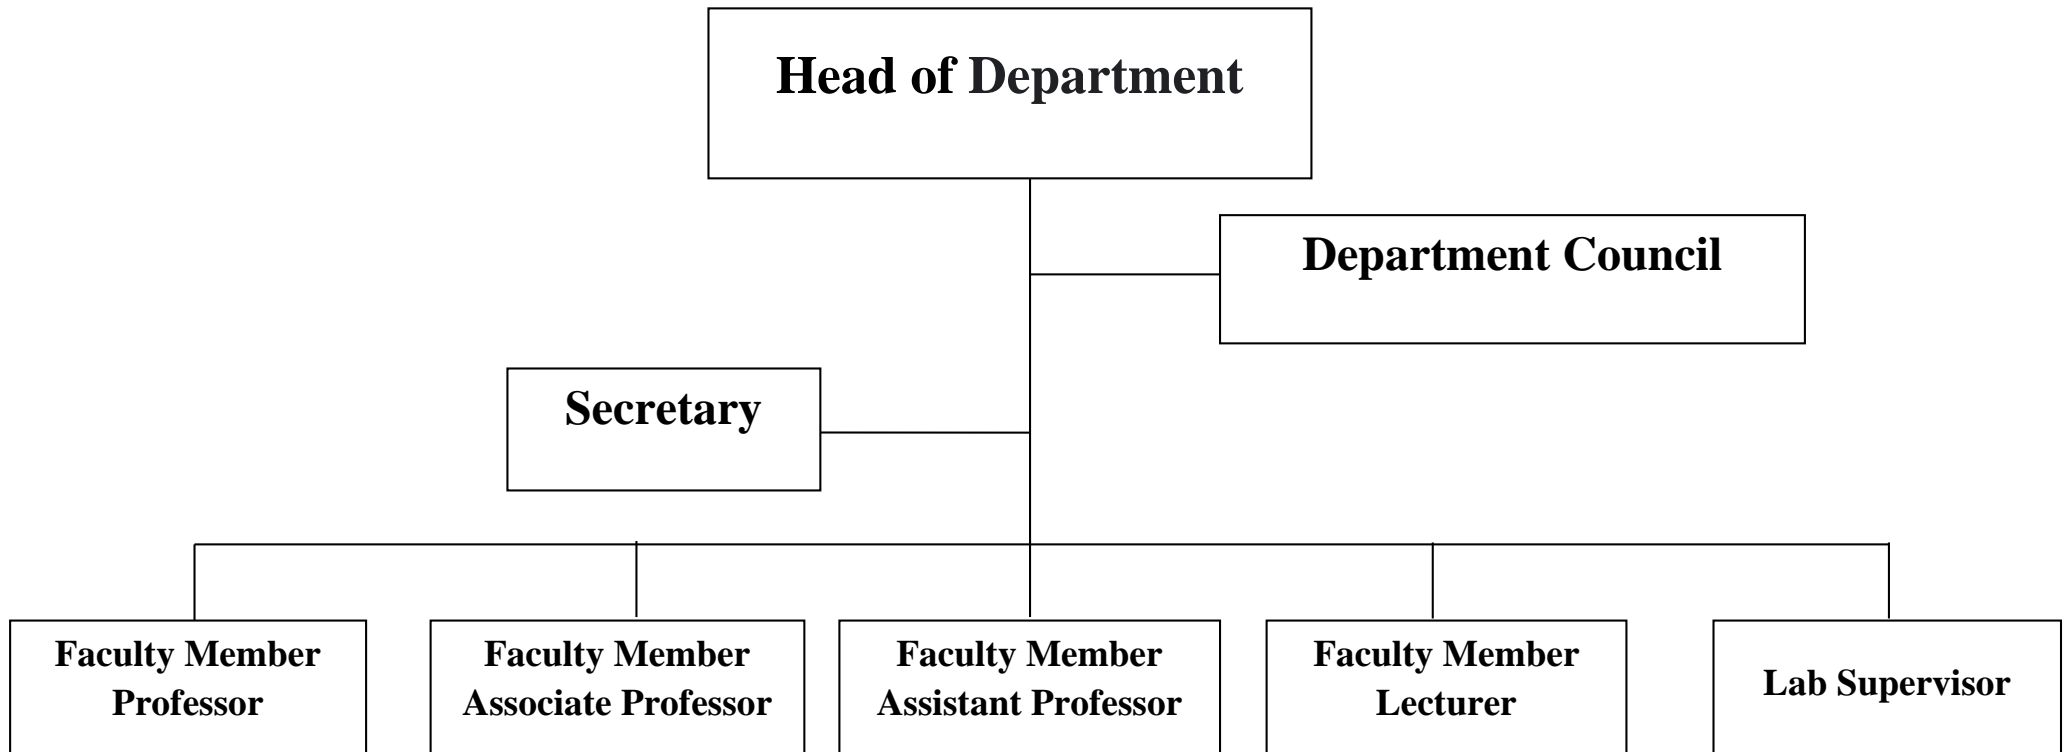 Head of Department
Department Council
Secretary
Faculty Member
Professor
Faculty Member
Associate Professor
Faculty Member
Assistant Professor
Faculty Member
Lecturer
Lab Supervisor